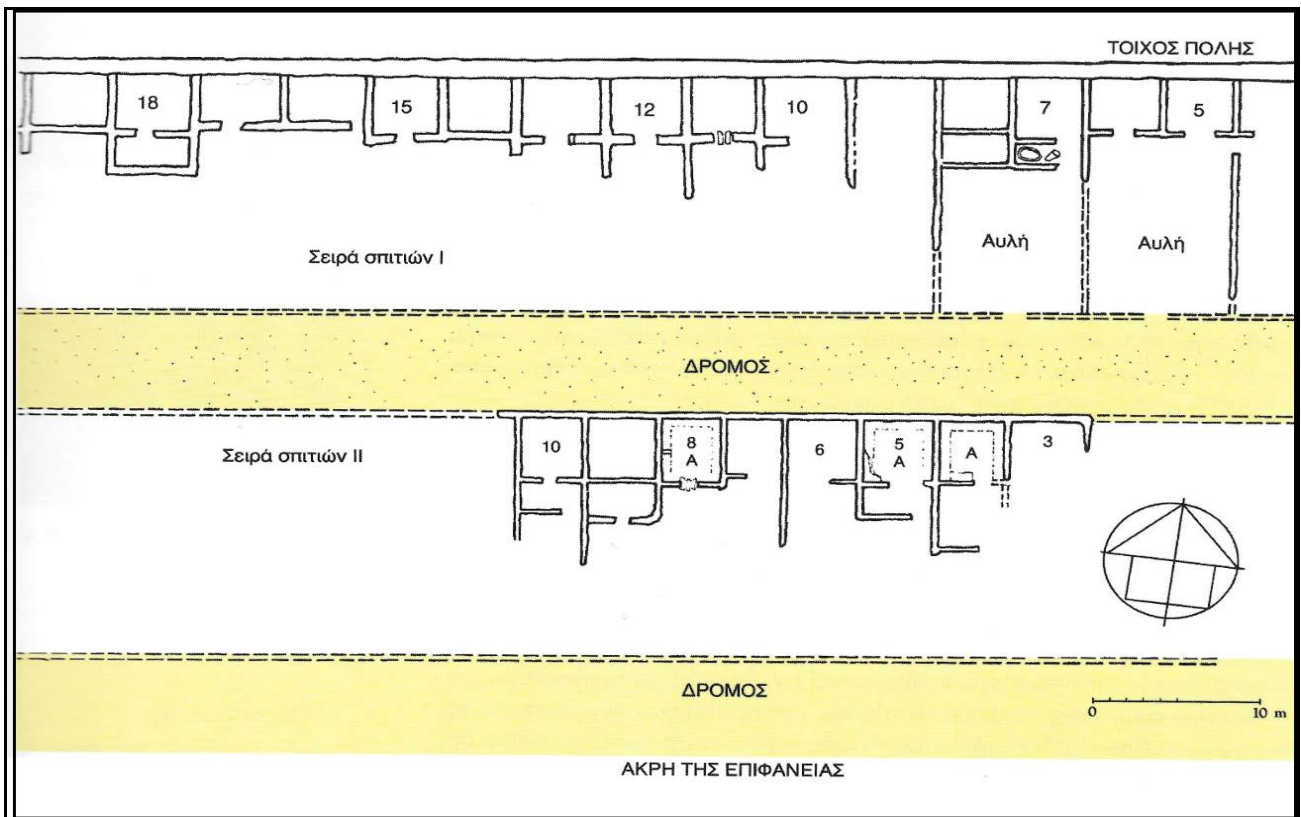 ΤΟΙΧΟΣ ΠΟΛΗΣ
18 15 12 10 7 5
Αυλή Αυλή
Σειρά σπιτιών I
ΔΡΟΜΟΣ
10 8 6 5 3
A A A
Σειρά σπιτιών II
ΔΡΟΜΟΣ
0 10 m
ΑΚΡΗ ΤΗΣ ΕΠΙΦΑΝΕΙΑΣ